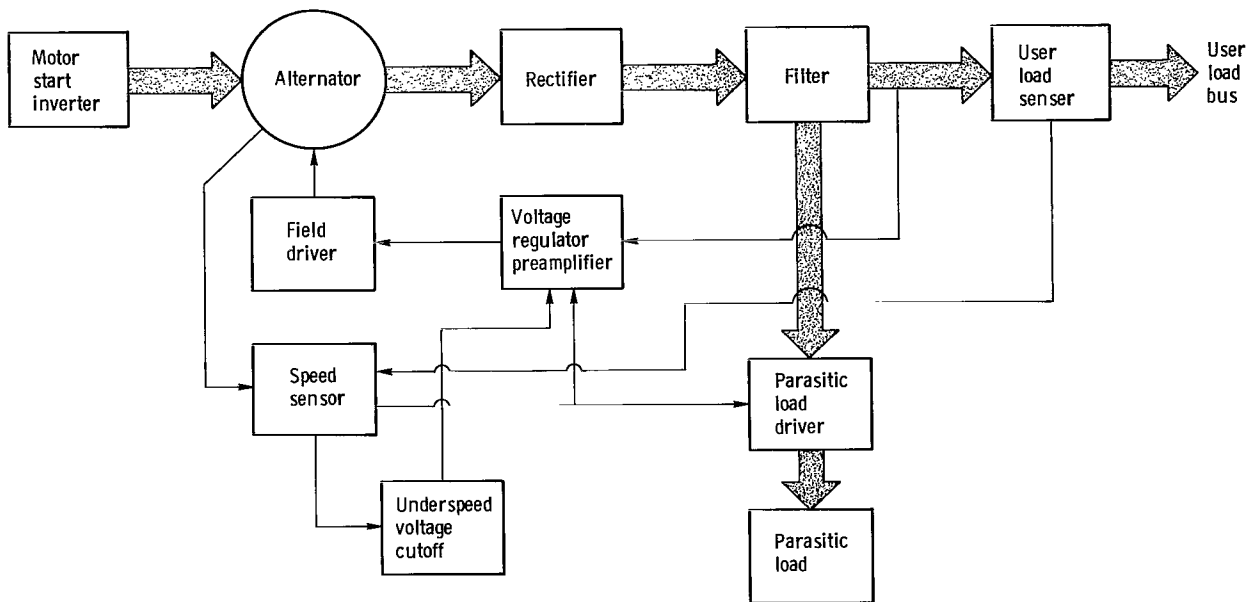 Motor
start
inverter
Alternator
Rectifier
Filter
User
load
senser
User
load
bus
Field
driver
Voltage
regulator
preamplifier
Speed
sensor
Parasitic
load
driver
Underspeed
voltage
cutoff
Parasitic
load